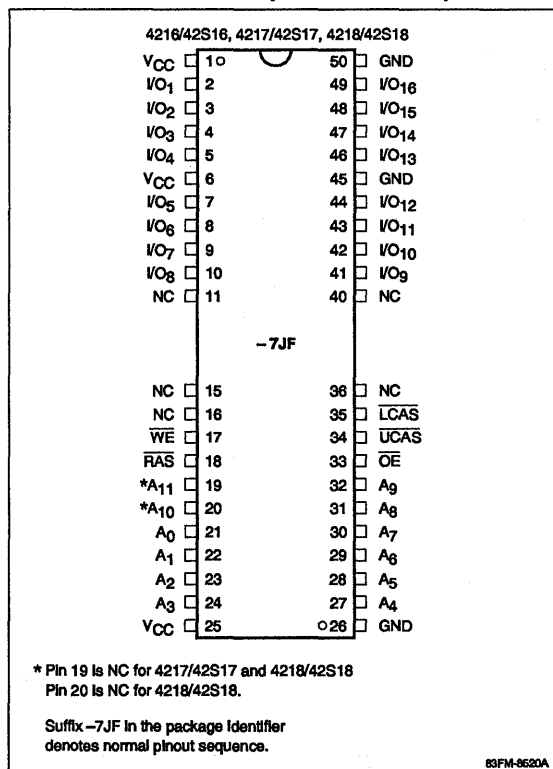 4216/42S16, 4217/42S17, 4218/42S18
VCC 1 50 GND
I/O1 2 49 I/O16
I/O2 3 48 I/O15
I/O3 4 47 I/O14
I/O4 5 46 I/O13
VCC 6 45 GND
I/O5 7 44 I/O12
I/O6 8 43 I/O11
I/O7 9 42 I/O10
I/O8 10 41 I/O9
NC 11 40 NC
–7JF
NC 15 36 NC
NC 16 35 LCAS
WE 17 34 UCAS
RAS 18 33 OE
*A11 19 32 A9
*A10 20 31 A8
A0 21 30 A7
A1 22 29 A6
A2 23 28 A5
A3 24 27 A4
VCC 25 26 GND
* Pin 19 is NC for 4217/42S17 and 4218/42S18
Pin 20 is NC for 4218/42S18.
Suffix –7JF in the package identifier
denotes normal pinout sequence.
83FM-8620A